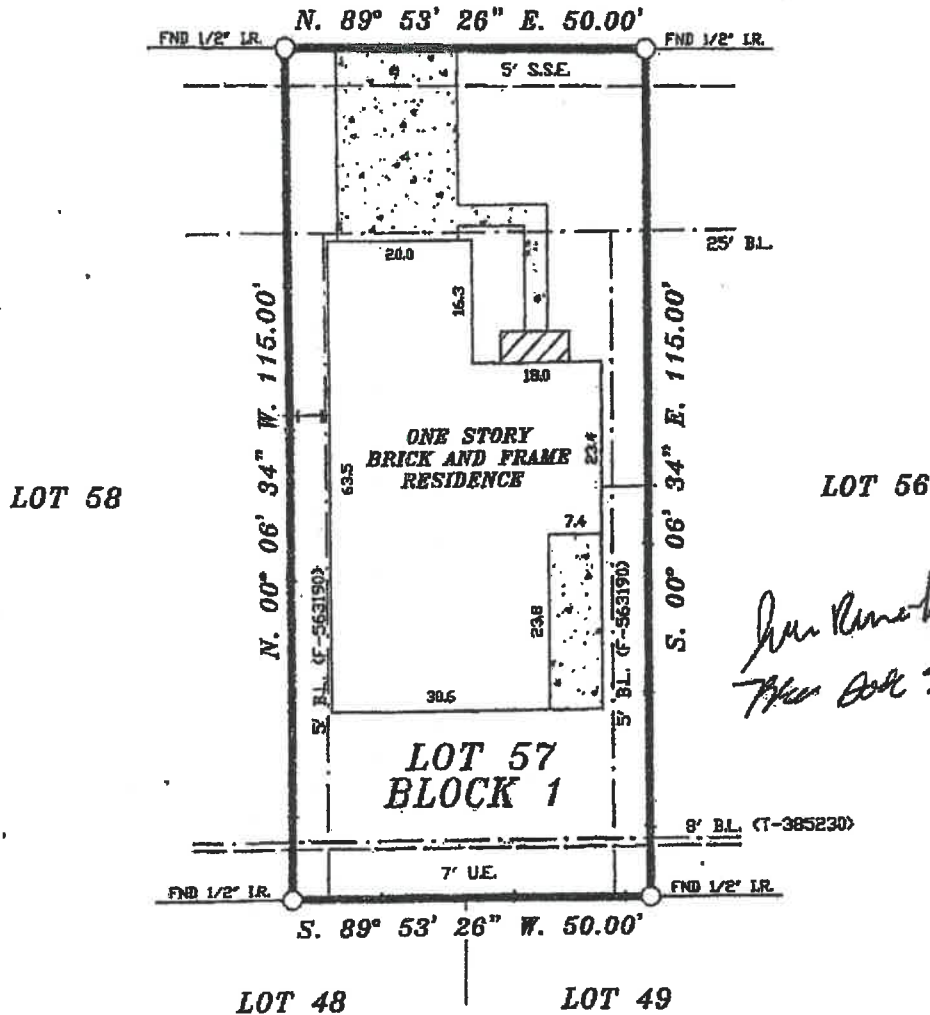 N. 89° 53' 26" E. 50.00'
FND 1/2" I.R.
FND 1/2" I.R.
5' S.S.E.
25' B.L.
20.0
16.3
18.0
N. 00° 06' 34" W. 115.00'
S. 00° 06' 34" E. 115.00'
ONE STORY
BRICK AND FRAME
RESIDENCE
63.5
23.4
LOT 58
LOT 56
7.4
23.8
5' B.L. (F-563190)
5' B.L. (F-563190)
30.6
LOT 57
BLOCK 1
8' B.L. (T-385230)
7' U.E.
FND 1/2" I.R.
FND 1/2" I.R.
S. 89° 53' 26" W. 50.00'
LOT 48
LOT 49